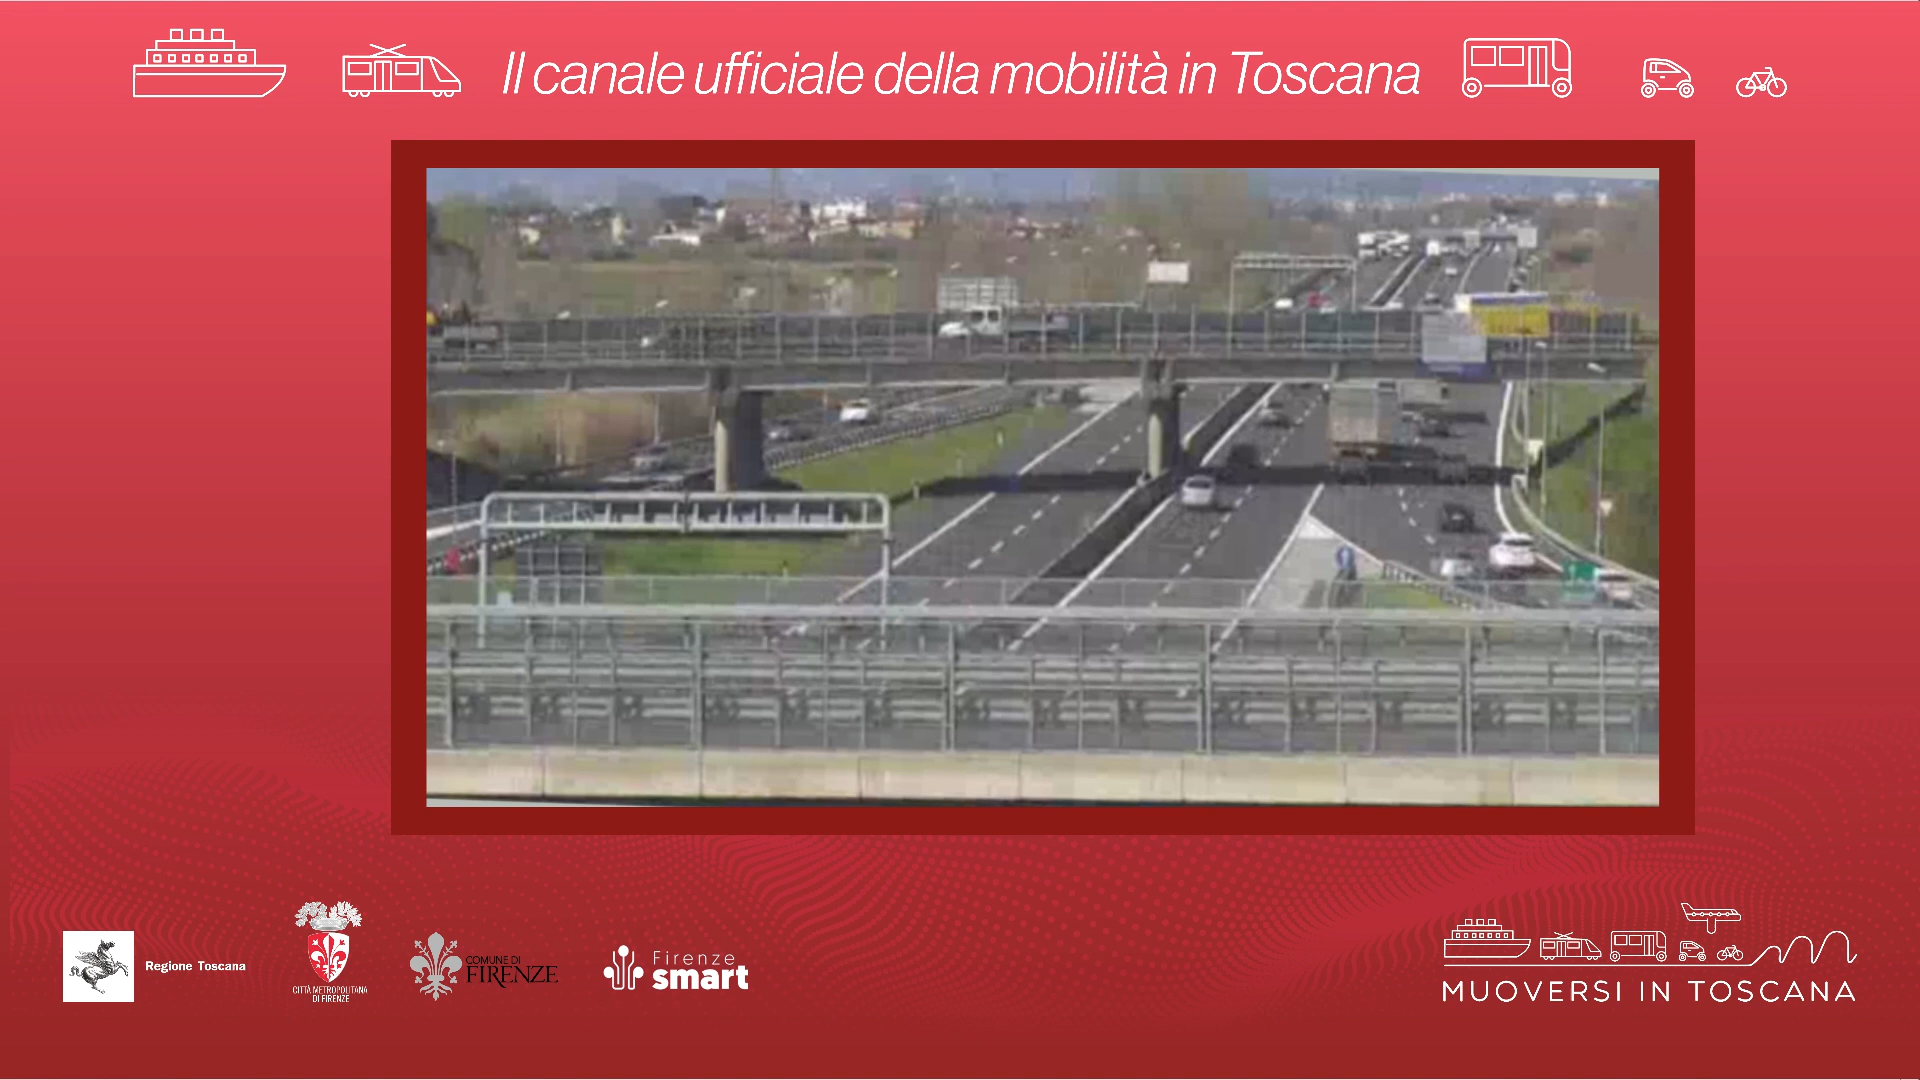 Il canale ufficiale della mobilità in Toscana
Regione Toscana
CITTÀ METROPOLITANA
DI FIRENZE
COMUNE DI
FIRENZE
Firenze
smart
MUOVERSI IN TOSCANA